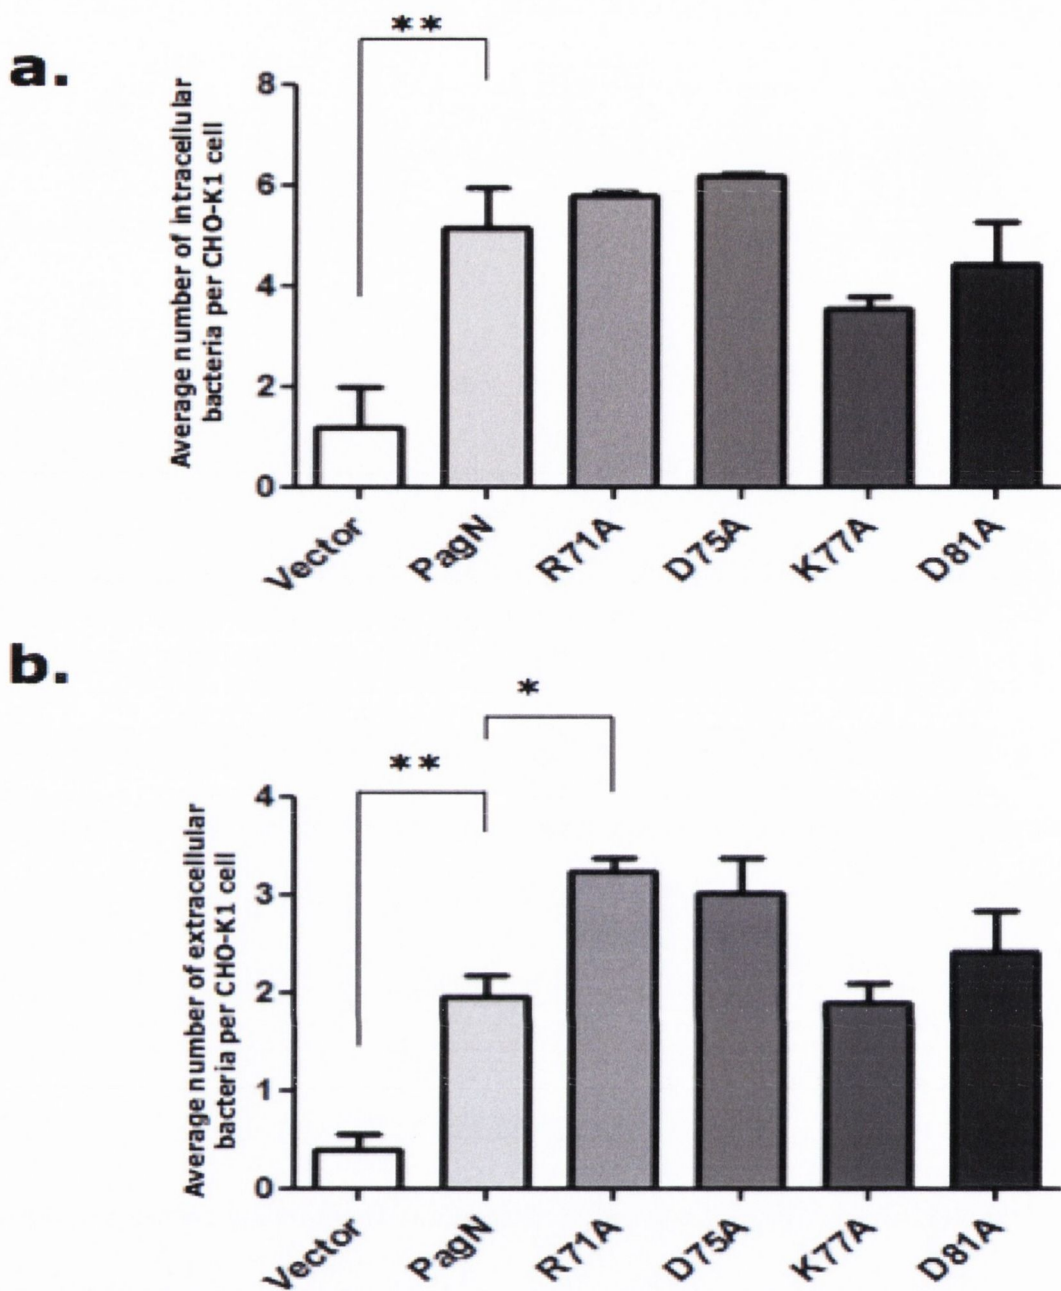 a.
**
Average number of intracellular
bacteria per CHO-K1 cell
8
6
4
2
0
Vector
PagN
R71A
D75A
K77A
D81A
b.
*
**
Average number of extracellular
bacteria per CHO-K1 cell
4
3
2
1
0
Vector
PagN
R71A
D75A
K77A
D81A